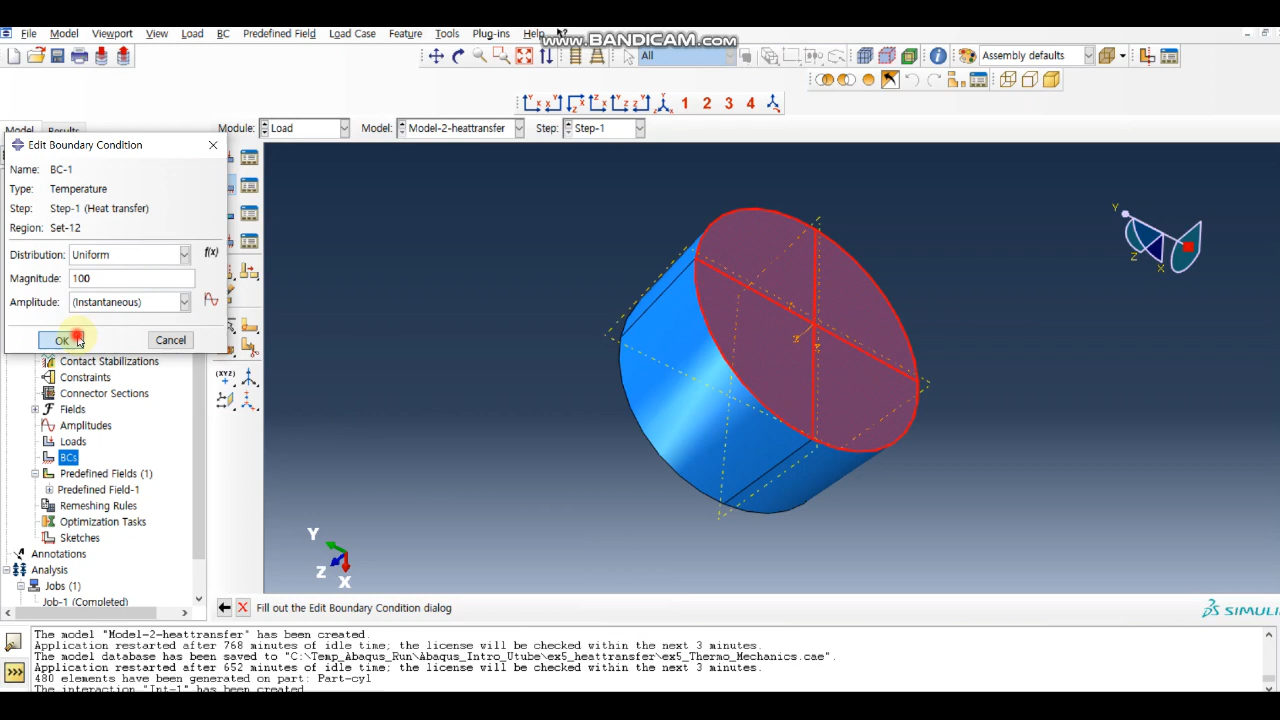 File Model Viewport View Load BC Predefined Field Load Case Feature Tools Plug-ins Help ?
www.BANDICAM.com
All
Assembly defaults
1 2 3 4
Model Results
Module: Load Model: Model-2-heattransfer Step: Step-1
Edit Boundary Condition
Name: BC-1
Type: Temperature
Step: Step-1 (Heat transfer)
Region: Set-12
Distribution: Uniform f(x)
Magnitude: 100
Amplitude: (Instantaneous)
OK Cancel
Contact Stabilizations
Constraints
Connector Sections
Fields
Amplitudes
Loads
BCs
Predefined Fields (1)
Predefined Field-1
Remeshing Rules
Optimization Tasks
Sketches
Annotations
Analysis
Jobs (1)
Job-1 (Completed)
(XYZ)
Y
Z
X
Y
Z
X
Fill out the Edit Boundary Condition dialog
SIMULI
The model "Model-2-heattransfer" has been created.
Application restarted after 768 minutes of idle time; the license will be checked within the next 3 minutes.
The model database has been saved to "C:\Temp_Abaqus_Run\Abaqus_Intro_Utube\ex5_heattransfer\ex5_Thermo_Mechanics.cae".
Application restarted after 652 minutes of idle time; the license will be checked within the next 3 minutes.
480 elements have been generated on part: Part-cyl
The interaction "Int-1" has been created